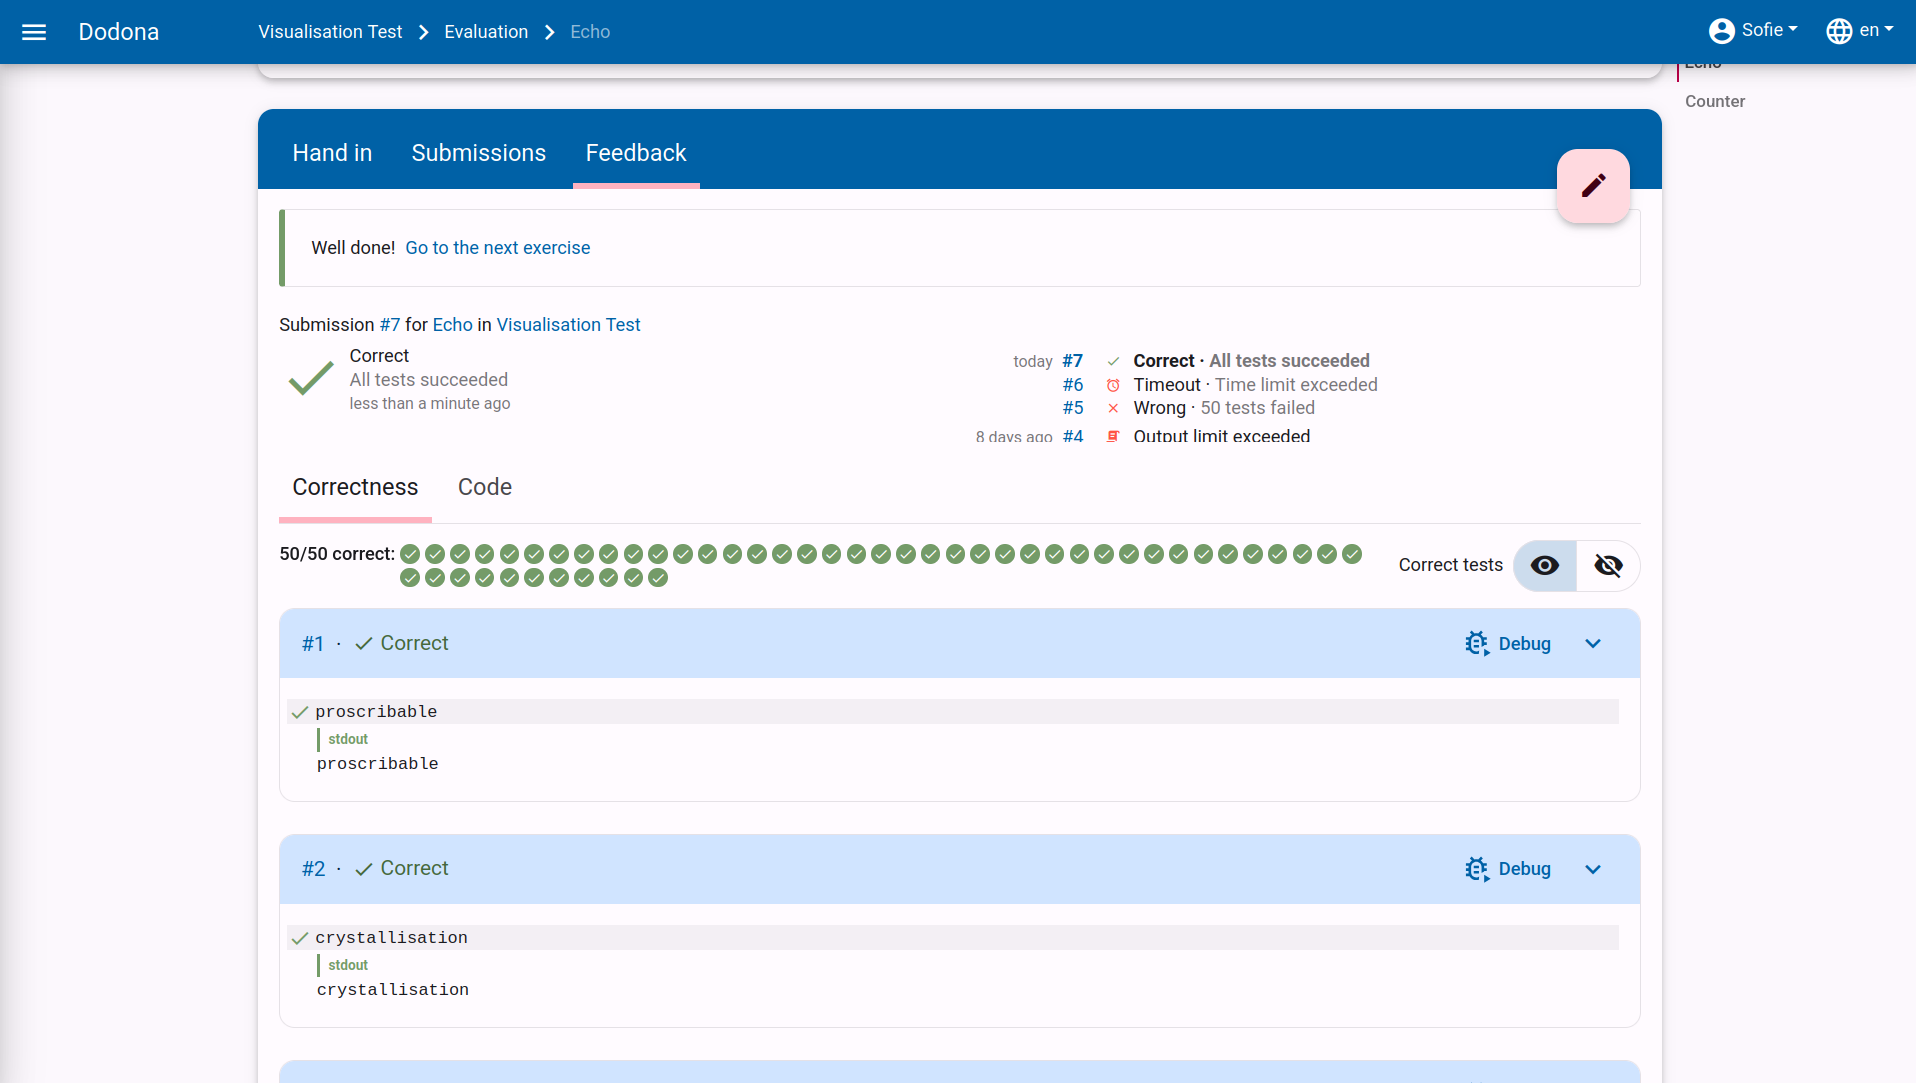 Dodona
Visualisation Test
Evaluation
Echo
Sofie
en
Echo
Counter
Hand in
Submissions
Feedback
Well done! Go to the next exercise
Submission #7 for Echo in Visualisation Test
Correct
All tests succeeded
less than a minute ago
today #7 Correct · All tests succeeded
#6 Timeout · Time limit exceeded
#5 Wrong · 50 tests failed
8 days ago #4 Output limit exceeded
Correctness
Code
50/50 correct:
Correct tests
#1 · Correct
Debug
proscribable
stdout
proscribable
#2 · Correct
Debug
crystallisation
stdout
crystallisation